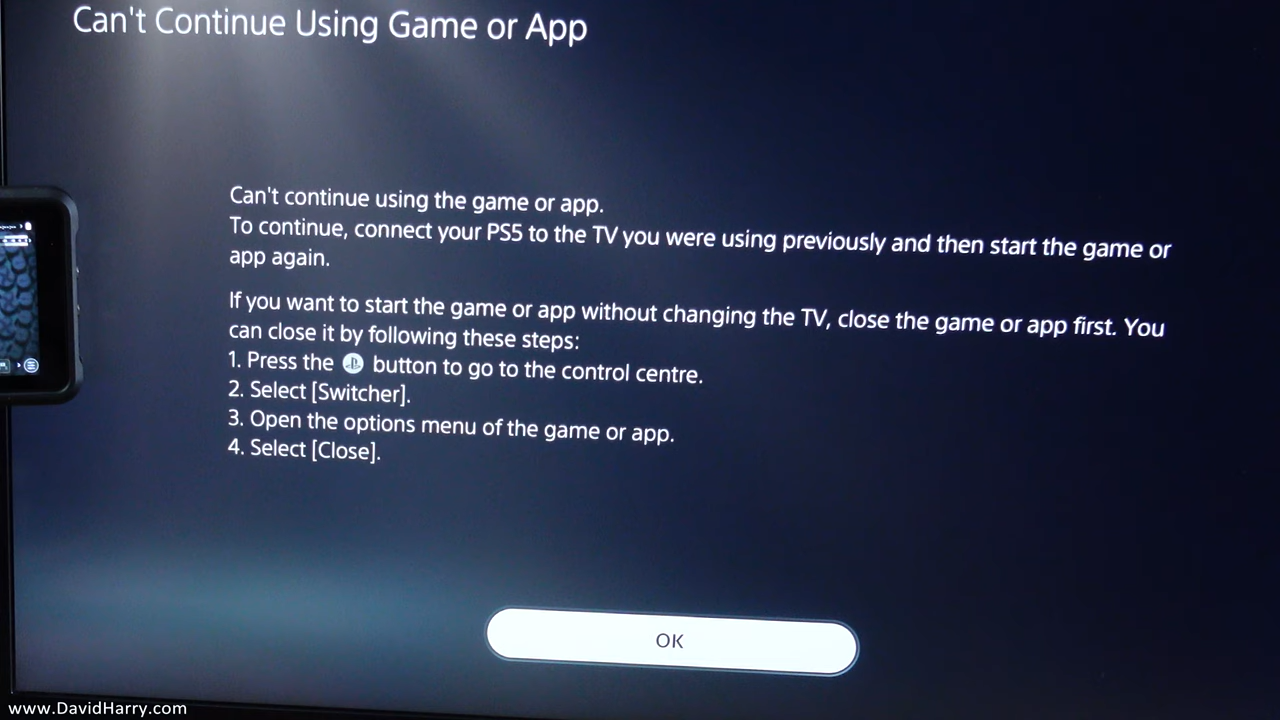 Can't Continue Using Game or App
Can't continue using the game or app.
To continue, connect your PS5 to the TV you were using previously and then start the game or
app again.
If you want to start the game or app without changing the TV, close the game or app first. You
can close it by following these steps:
1. Press the button to go to the control centre.
2. Select [Switcher].
3. Open the options menu of the game or app.
4. Select [Close].
OK
www.DavidHarry.com